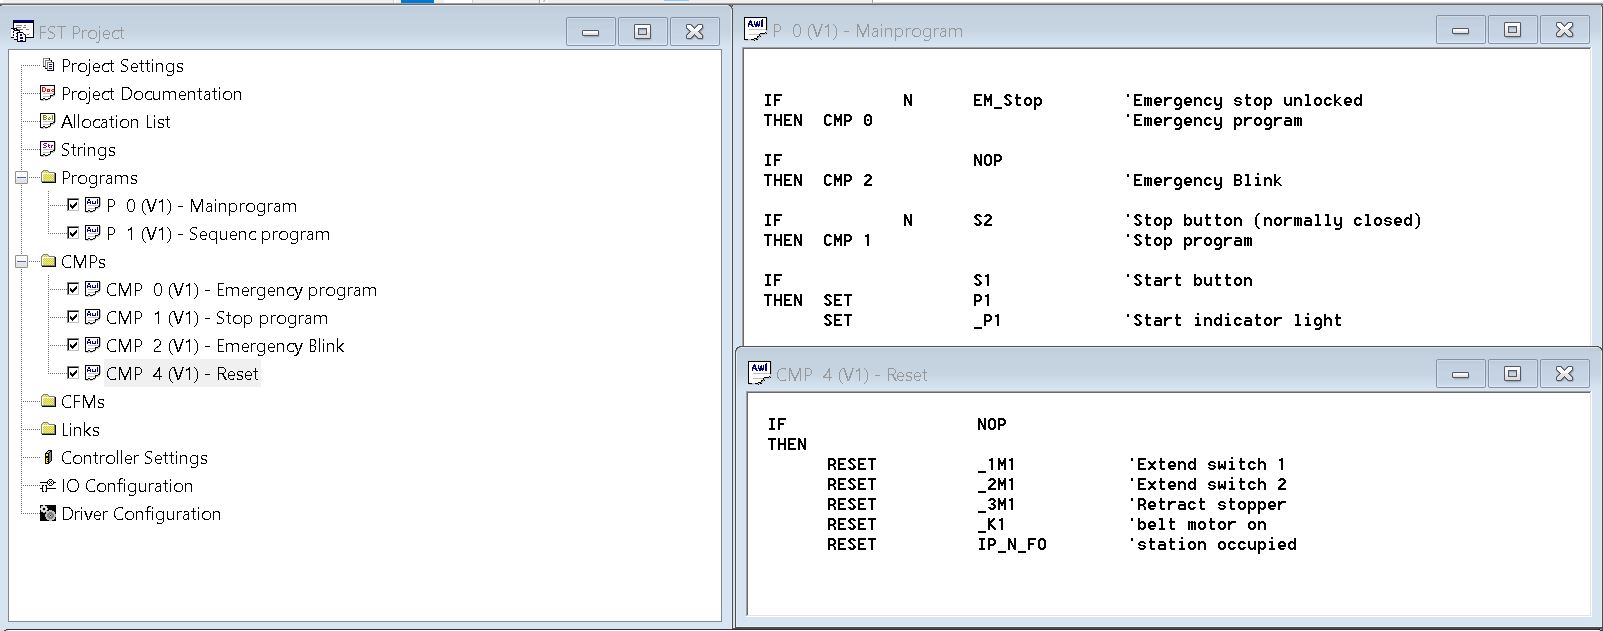 FST Project
Project Settings
Project Documentation
Allocation List
Strings
Programs
P 0 (V1) - Mainprogram
P 1 (V1) - Sequenc program
CMPs
CMP 0 (V1) - Emergency program
CMP 1 (V1) - Stop program
CMP 2 (V1) - Emergency Blink
CMP 4 (V1) - Reset
CFMs
Links
Controller Settings
IO Configuration
Driver Configuration
Awl P 0 (V1) - Mainprogram
IF N EM_Stop 'Emergency stop unlocked
THEN CMP 0 'Emergency program
IF NOP
THEN CMP 2 'Emergency Blink
IF N S2 'Stop button (normally closed)
THEN CMP 1 'Stop program
IF S1 'Start button
THEN SET P1
SET _P1 'Start indicator light
Awl CMP 4 (V1) - Reset
IF NOP
THEN
RESET _1M1 'Extend switch 1
RESET _2M1 'Extend switch 2
RESET _3M1 'Retract stopper
RESET _K1 'belt motor on
RESET IP_N_FO 'station occupied